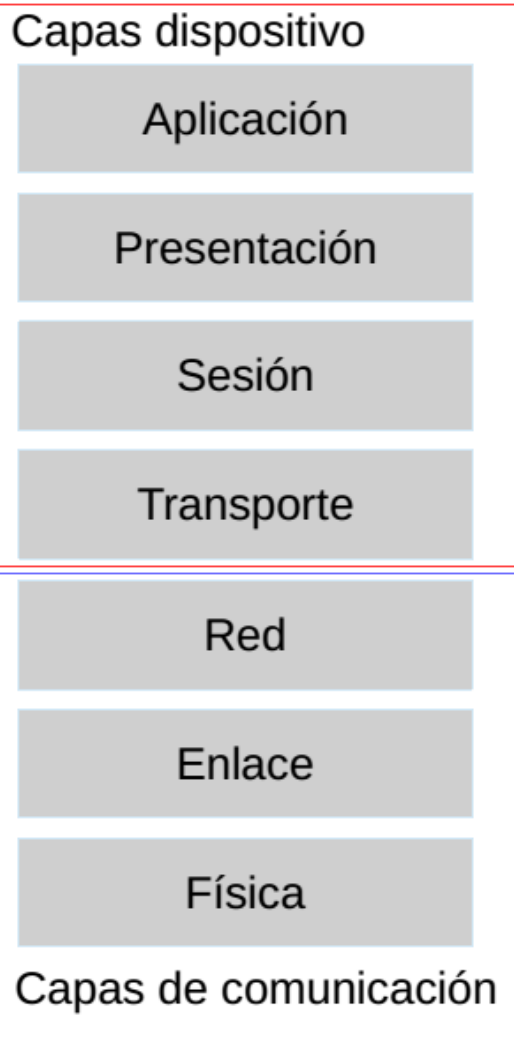 Capas dispositivo
Aplicación
Presentación
Sesión
Transporte
Red
Enlace
Física
Capas de comunicación